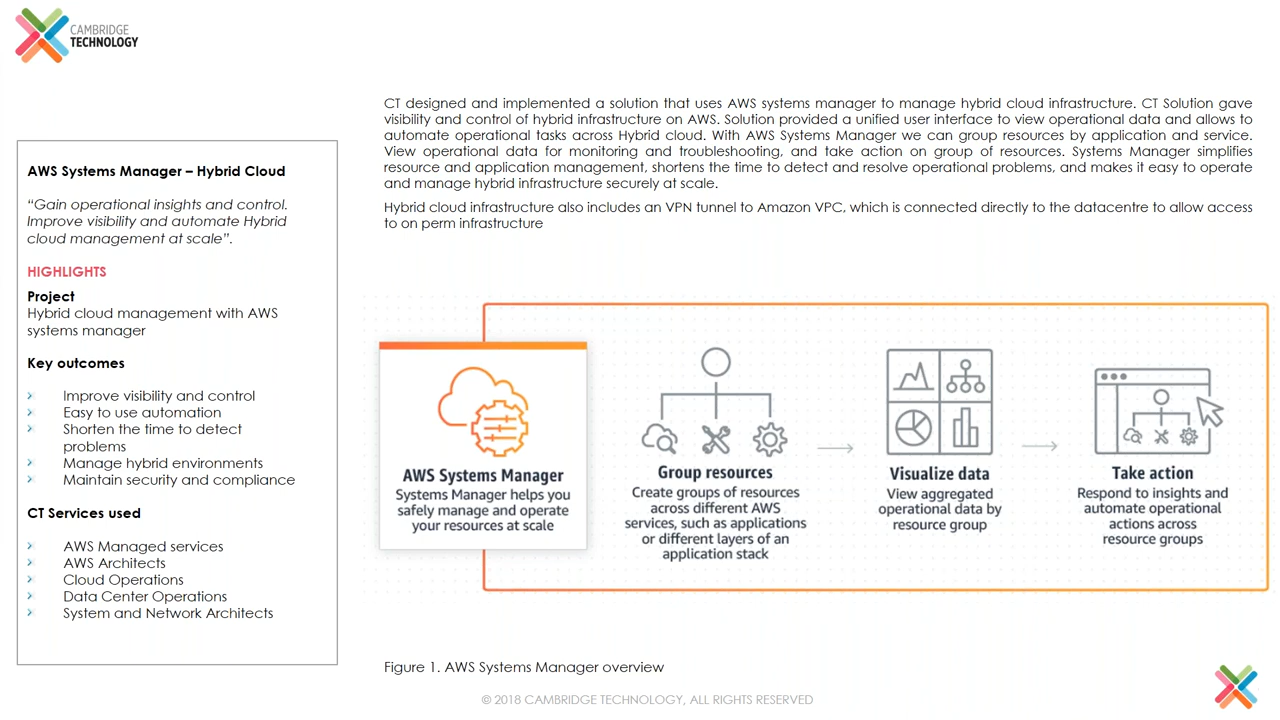 CAMBRIDGE
TECHNOLOGY
AWS Systems Manager – Hybrid Cloud
“Gain operational insights and control.
Improve visibility and automate Hybrid
cloud management at scale”.
HIGHLIGHTS
Project
Hybrid cloud management with AWS
systems manager
Key outcomes
Improve visibility and control
Easy to use automation
Shorten the time to detect
problems
Manage hybrid environments
Maintain security and compliance
CT Services used
AWS Managed services
AWS Architects
Cloud Operations
Data Center Operations
System and Network Architects
CT designed and implemented a solution that uses AWS systems manager to manage hybrid cloud infrastructure. CT Solution gave
visibility and control of hybrid infrastructure on AWS. Solution provided a unified user interface to view operational data and allows to
automate operational tasks across Hybrid cloud. With AWS Systems Manager we can group resources by application and service.
View operational data for monitoring and troubleshooting, and take action on group of resources. Systems Manager simplifies
resource and application management, shortens the time to detect and resolve operational problems, and makes it easy to operate
and manage hybrid infrastructure securely at scale.
Hybrid cloud infrastructure also includes an VPN tunnel to Amazon VPC, which is connected directly to the datacentre to allow access
to on perm infrastructure
AWS Systems Manager
Systems Manager helps you
safely manage and operate
your resources at scale
Group resources
Create groups of resources
across different AWS
services, such as applications
or different layers of an
application stack
Visualize data
View aggregated
operational data by
resource group
Take action
Respond to insights and
automate operational
actions across
resource groups
Figure 1. AWS Systems Manager overview
© 2018 CAMBRIDGE TECHNOLOGY, ALL RIGHTS RESERVED